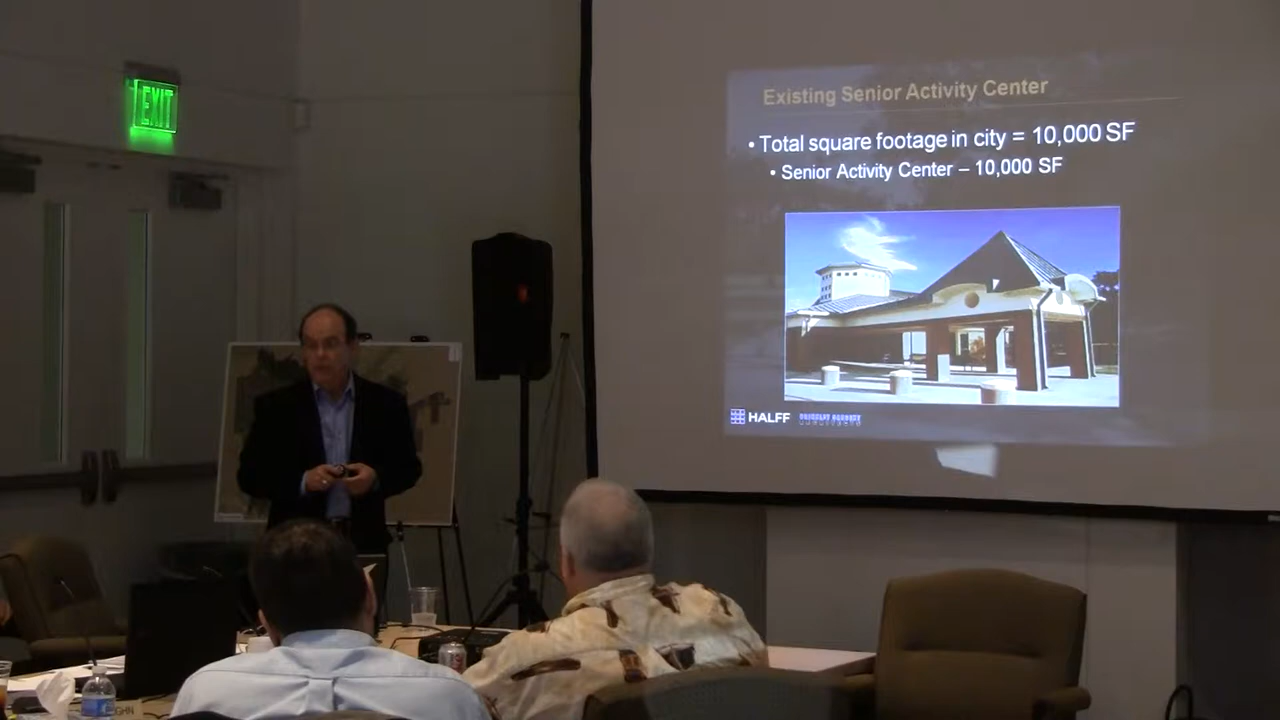 EXIT
Existing Senior Activity Center
• Total square footage in city = 10,000 SF
• Senior Activity Center – 10,000 SF
HALFF